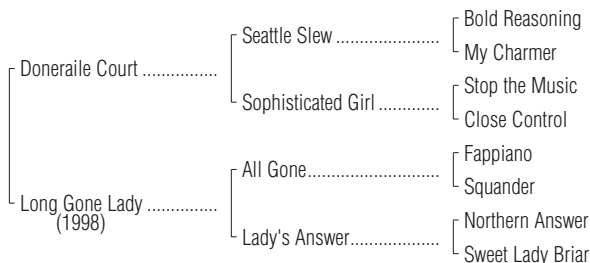 Bold Reasoning
Seattle Slew ....................
My Charmer
Doneraile Court ...............
Stop the Music
Sophisticated Girl .............
Close Control
Fappiano
All Gone..........................
Squander
Long Gone Lady ..............
(1998)
Northern Answer
Lady's Answer..................
Sweet Lady Briar